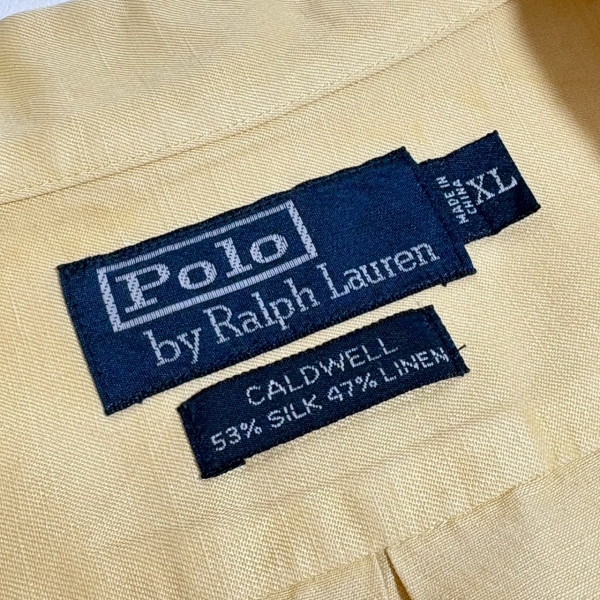 Polo
by Ralph Lauren
MADE IN
CHINA
XL
CALDWELL
53% SILK 47% LINEN